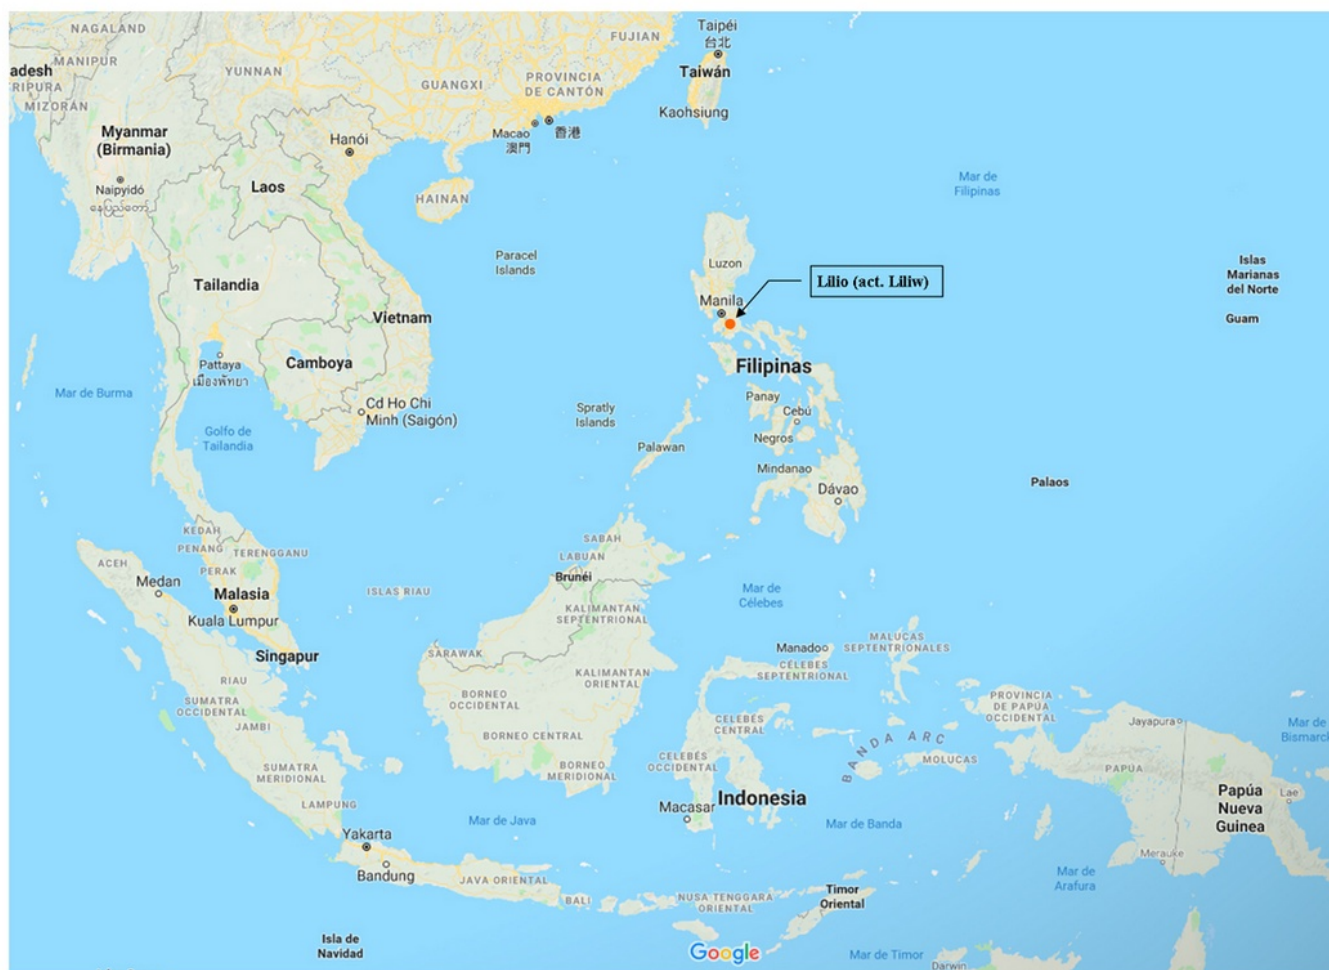 NAGALAND
FUJIAN
Taipéi
台北
MANIPUR
adesh
RIPURA
MIZORÁN
YUNNAN
GUANGXI
PROVINCIA
DE CANTÓN
Taiwán
Kaohsiung
Myanmar
(Birmania)
Hanói
Macao
澳門
香港
Naipyidó
နေပြည်တော်
Laos
HAINAN
Mar de
Filipinas
Paracel
Islands
Luzon
Islas
Marianas
del Norte
Tailandia
Lilio (act. Liliw)
Manila
Guam
Vietnam
Camboya
Filipinas
Pattaya
เมืองพัทยา
Mar de Burma
Cd Ho Chi
Minh (Saigón)
Spratly
Islands
Panay
Cebú
Negros
Golfo de
Tailandia
Palawan
Mindanao
Dávao
Palaos
KEDAH
PENANG
TERENGGANU
PERAK
ACEH
Medan
Malasia
Kuala Lumpur
ISLAS RIAU
SABAH
LABUAN
Brunéi
KALIMANTAN
SEPTENTRIONAL
Mar de
Célebes
Singapur
SARAWAK
Manado
CÉLEBES
SEPTENTRIONAL
MALUCAS
SEPTENTRIONALES
RIAU
SUMATRA
OCCIDENTAL
JAMBI
BORNEO
OCCIDENTAL
KALIMANTAN
ORIENTAL
PROVINCIA
DE PAPÚA
OCCIDENTAL
Jayapura
Mar de
Bismarck
BORNEO CENTRAL
CELEBES
CENTRAL
BANDA ARC
SUMATRA
MERIDIONAL
BORNEO
MERIDIONAL
CÉLEBES
OCCIDENTAL
MOLUCAS
PAPÚA
LAMPUNG
Indonesia
Macasar
Papúa
Nueva
Guinea
Lae
Mar de Java
Mar de Banda
Yakarta
Bandung
JAVA ORIENTAL
BALI
NUSA TENGGARA
ORIENTAL
Timor
Oriental
Merauke
Mar de
Arafura
Isla de
Navidad
Google
Mar de Timor
Darwin